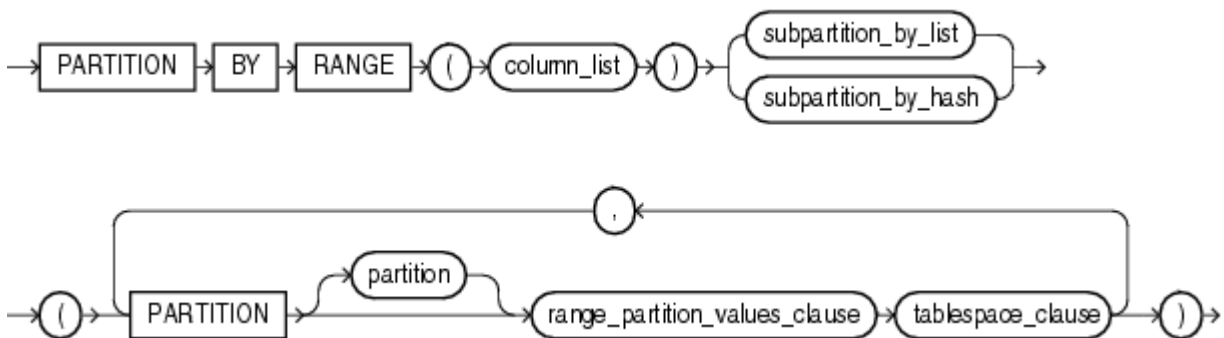 subpartition_by_list
PARTITION BY RANGE ( column_list )
subpartition_by_hash
,
partition
( PARTITION range_partition_values_clause tablespace_clause )